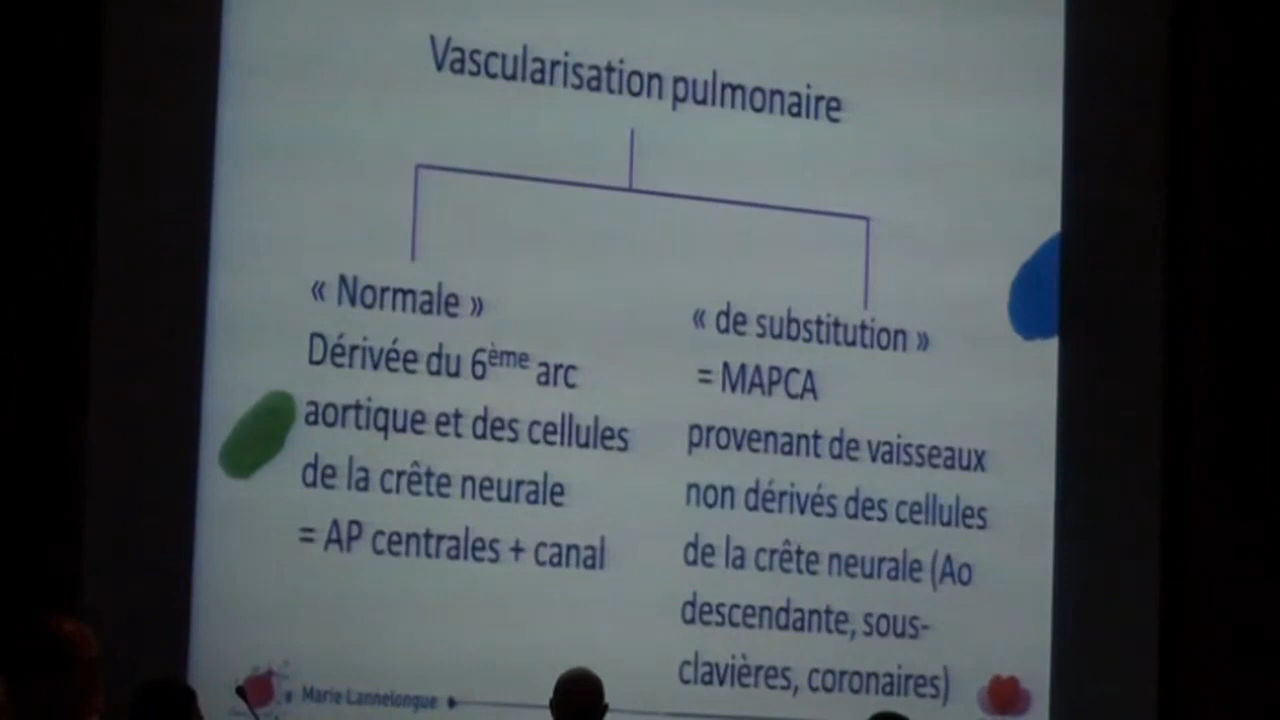 Vascularisation pulmonaire
« Normale »
Dérivée du 6ème arc
aortique et des cellules
de la crête neurale
= AP centrales + canal
« de substitution »
= MAPCA
provenant de vaisseaux
non dérivés des cellules
de la crête neurale (Ao
descendante, sous-
clavières, coronaires)
Marie Lannelongue